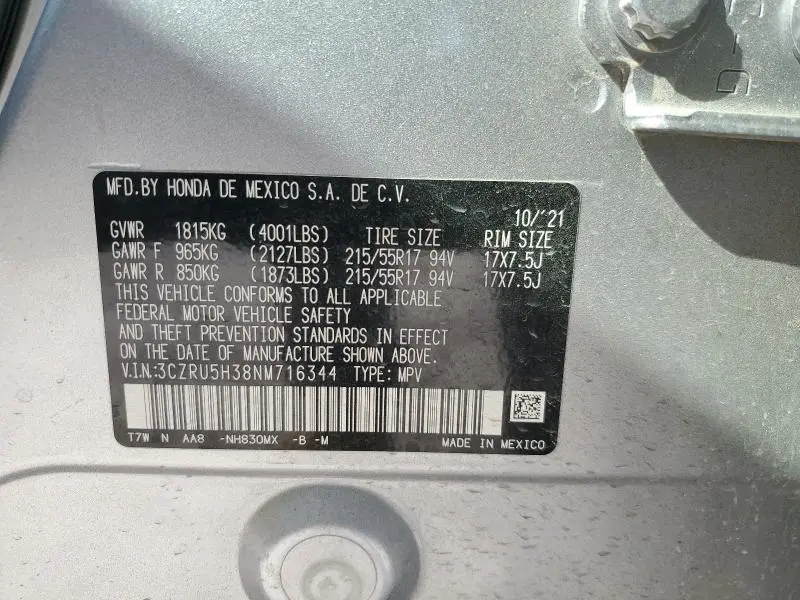 MFD.BY HONDA DE MEXICO S.A. DE C.V.
10/'21
GVWR 1815KG (4001LBS) TIRE SIZE RIM SIZE
GAWR F 965KG (2127LBS) 215/55R17 94V 17X7.5J
GAWR R 850KG (1873LBS) 215/55R17 94V 17X7.5J
THIS VEHICLE CONFORMS TO ALL APPLICABLE
FEDERAL MOTOR VEHICLE SAFETY
AND THEFT PREVENTION STANDARDS IN EFFECT
ON THE DATE OF MANUFACTURE SHOWN ABOVE.
V.I.N.:3CZRU5H38NM716344 TYPE: MPV
T7W N AA8 -NH830MX -B -M MADE IN MEXICO